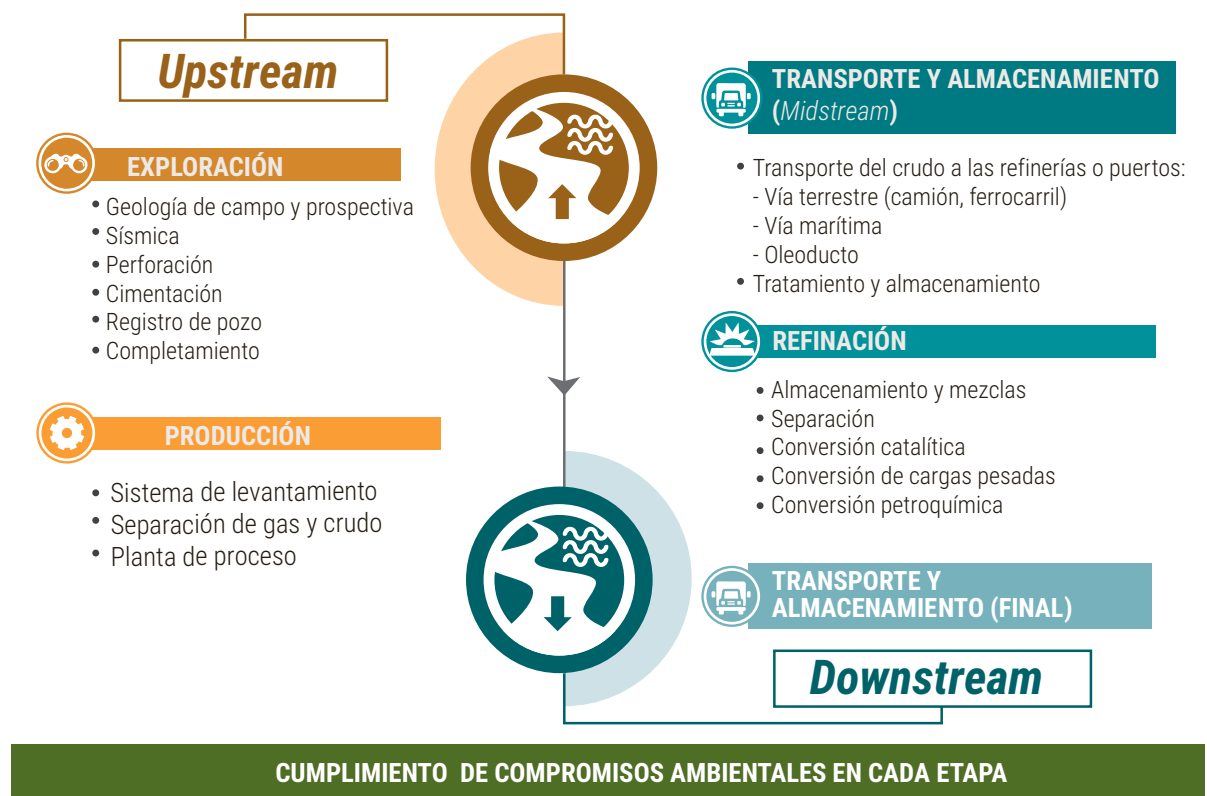 Upstream
EXPLORACIÓN
• Geología de campo y prospectiva
• Sísmica
• Perforación
• Cimentación
• Registro de pozo
• Completamiento
PRODUCCIÓN
• Sistema de levantamiento
• Separación de gas y crudo
• Planta de proceso
TRANSPORTE Y ALMACENAMIENTO
(Midstream)
• Transporte del crudo a las refinerías o puertos:
- Vía terrestre (camión, ferrocarril)
- Vía marítima
- Oleoducto
• Tratamiento y almacenamiento
REFINACIÓN
• Almacenamiento y mezclas
• Separación
• Conversión catalítica
• Conversión de cargas pesadas
• Conversión petroquímica
TRANSPORTE Y
ALMACENAMIENTO (FINAL)
Downstream
CUMPLIMIENTO DE COMPROMISOS AMBIENTALES EN CADA ETAPA